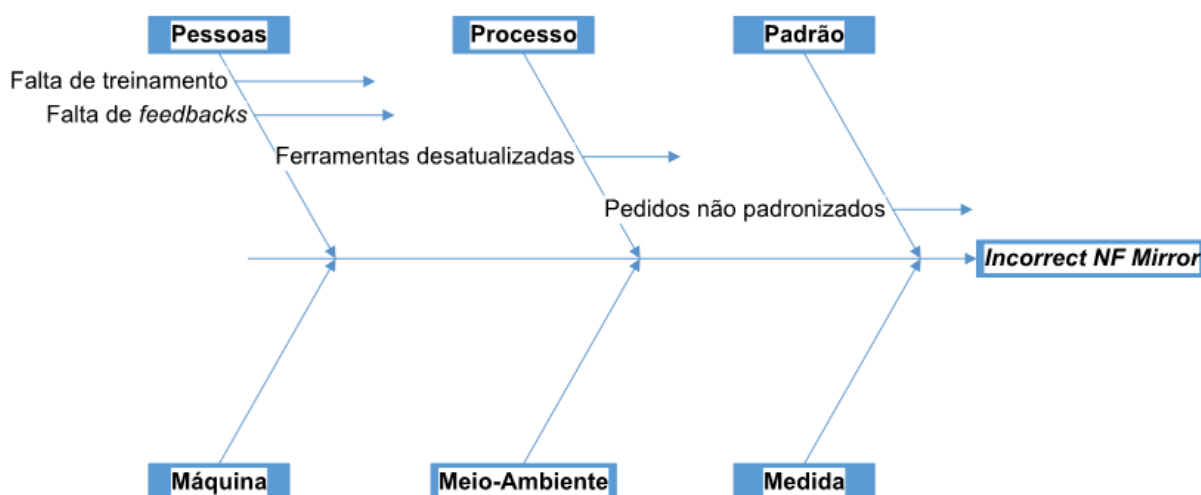 Pessoas
Processo
Padrão
Falta de treinamento
Falta de feedbacks
Ferramentas desatualizadas
Pedidos não padronizados
Incorrect NF Mirror
Máquina
Meio-Ambiente
Medida